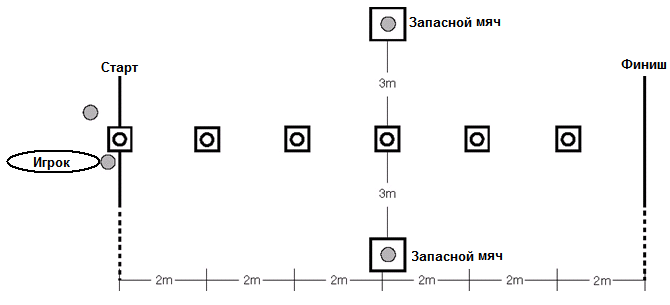 Запасной мяч
Старт
Финиш
3m
Игрок
3m
Запасной мяч
2m 2m 2m 2m 2m 2m